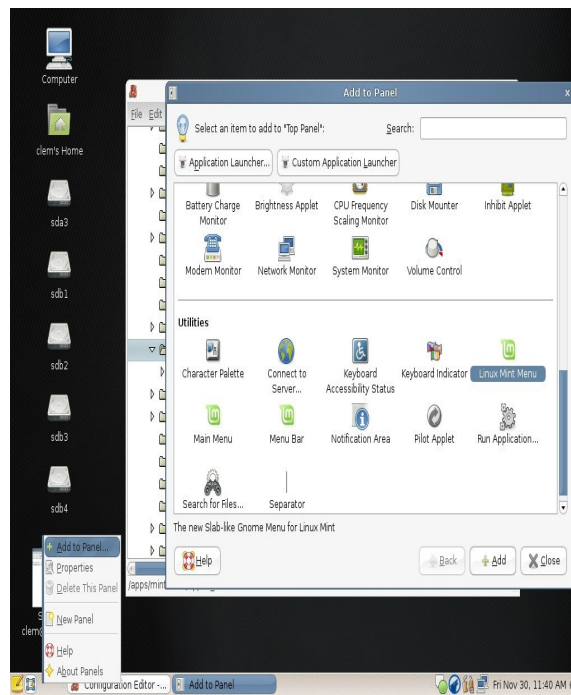 Computer
clem's Home
sda3
sdb1
sdb2
sdb3
sdb4
File Edit
Add to Panel
x
Select an item to add to "Top Panel": Search:
Application Launcher... Custom Application Launcher
Battery Charge Monitor
Brightness Applet
CPU Frequency Scaling Monitor
Disk Mounter
Inhibit Applet
Modem Monitor
Network Monitor
System Monitor
Volume Control
Utilities
Character Palette
Connect to Server...
Keyboard Accessibility Status
Keyboard Indicator
Linux Mint Menu
Main Menu
Menu Bar
Notification Area
Pilot Applet
Run Application...
Search for Files...
Separator
The new Slab-like Gnome Menu for Linux Mint
Help Back Add Close
/apps/mint
Add to Panel...
Properties
Delete This Panel
New Panel
Help
About Panels
S
clem@
Configuration Editor -... Add to Panel Fri Nov 30, 11:40 AM